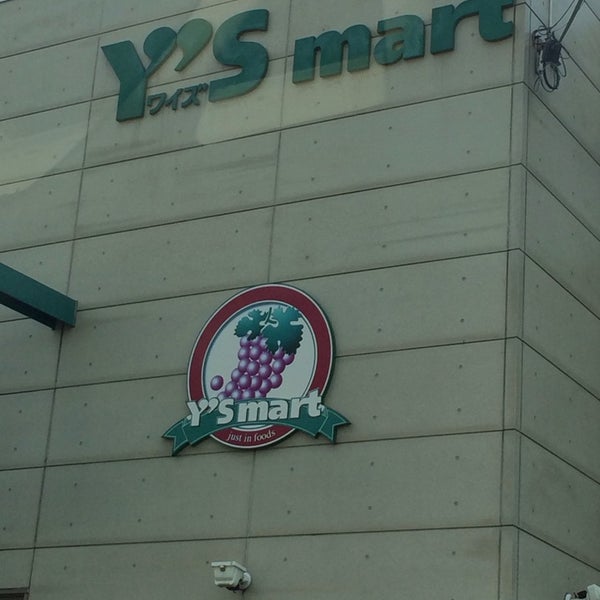 Y's mart
ワイズ
Y's mart
just in foods